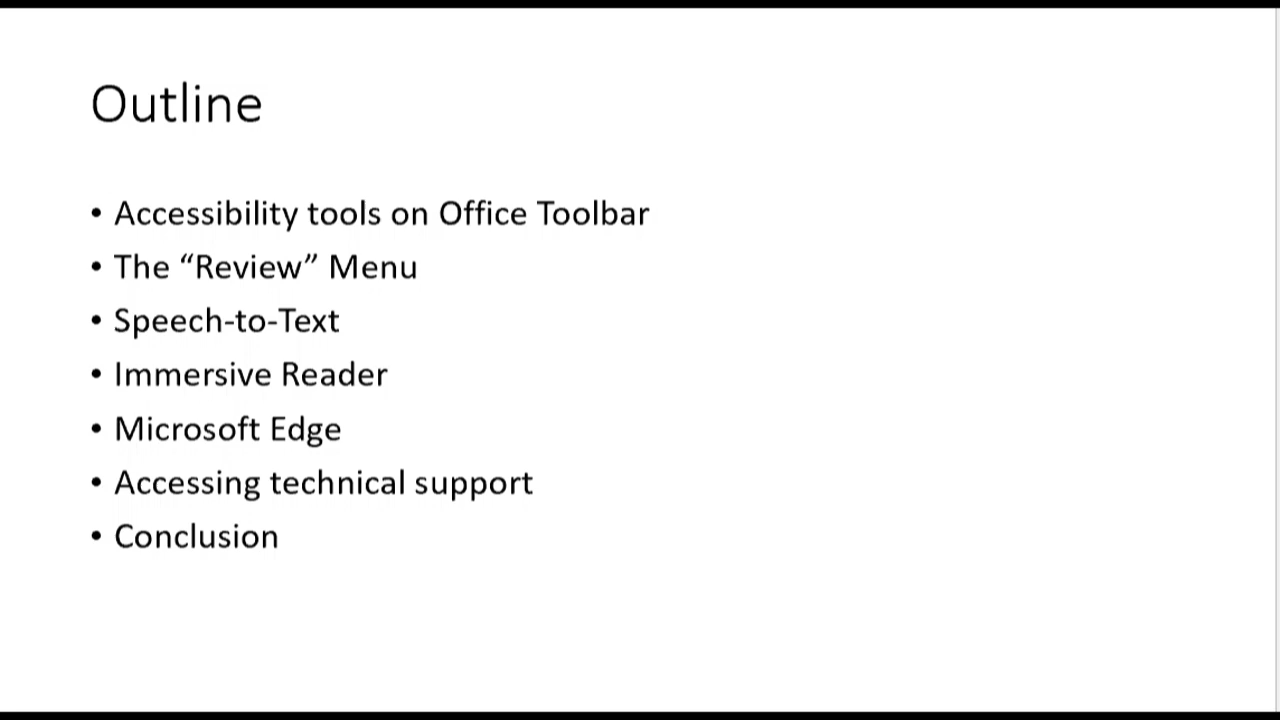 Outline
• Accessibility tools on Office Toolbar
• The “Review” Menu
• Speech-to-Text
• Immersive Reader
• Microsoft Edge
• Accessing technical support
• Conclusion